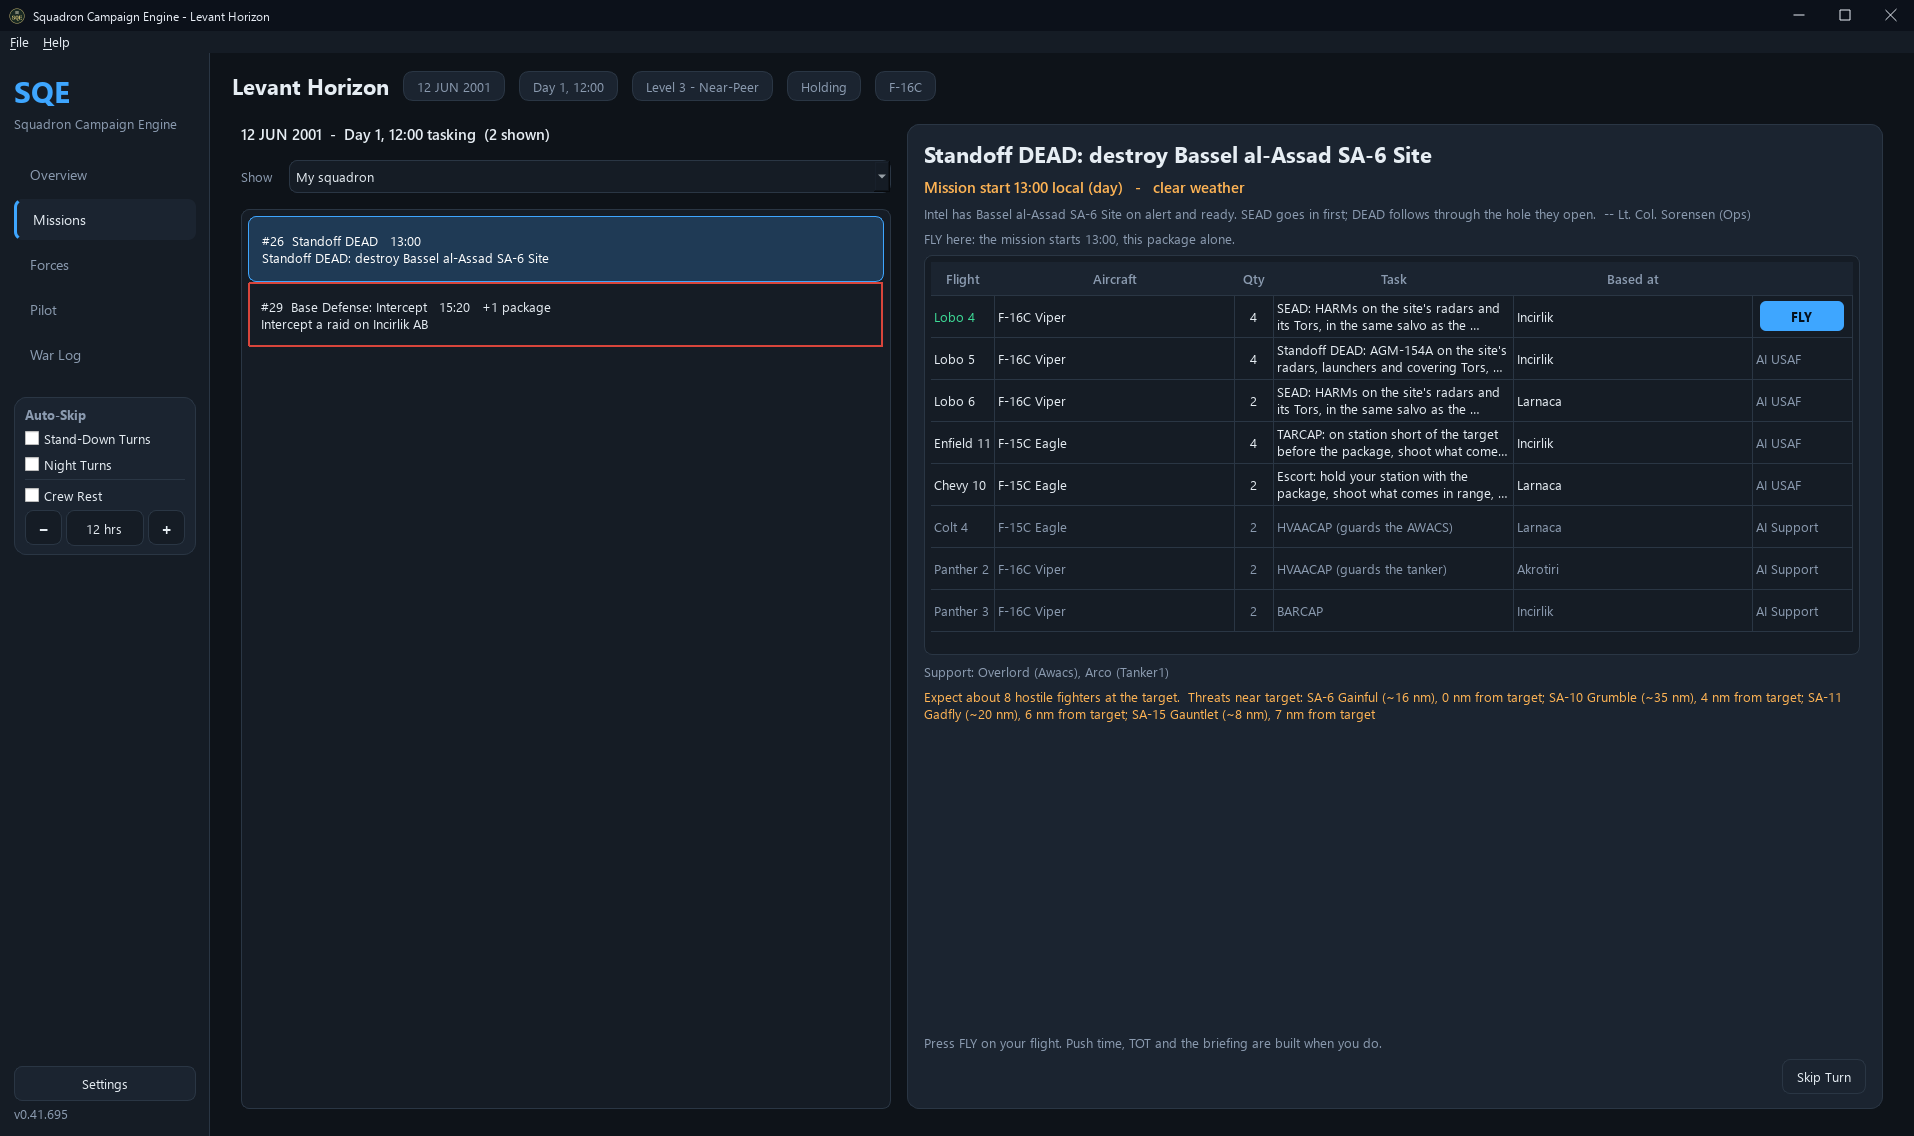 Squadron Campaign Engine - Levant Horizon
File Help
SQE
Squadron Campaign Engine
Overview
Missions
Forces
Pilot
War Log
Auto-Skip
Stand-Down Turns
Night Turns
Crew Rest
− 12 hrs +
Settings
v0.41.695
Levant Horizon 12 JUN 2001 Day 1, 12:00 Level 3 - Near-Peer Holding F-16C
12 JUN 2001 - Day 1, 12:00 tasking (2 shown)
Show My squadron
#26 Standoff DEAD 13:00
Standoff DEAD: destroy Bassel al-Assad SA-6 Site
#29 Base Defense: Intercept 15:20 +1 package
Intercept a raid on Incirlik AB
Standoff DEAD: destroy Bassel al-Assad SA-6 Site
Mission start 13:00 local (day) - clear weather
Intel has Bassel al-Assad SA-6 Site on alert and ready. SEAD goes in first; DEAD follows through the hole they open. -- Lt. Col. Sorensen (Ops)
FLY here: the mission starts 13:00, this package alone.
Flight Aircraft Qty Task Based at
Lobo 4 F-16C Viper 4 SEAD: HARMs on the site's radars and its Tors, in the same salvo as the ... Incirlik FLY
Lobo 5 F-16C Viper 4 Standoff DEAD: AGM-154A on the site's radars, launchers and covering Tors, ... Incirlik AI USAF
Lobo 6 F-16C Viper 2 SEAD: HARMs on the site's radars and its Tors, in the same salvo as the ... Larnaca AI USAF
Enfield 11 F-15C Eagle 4 TARCAP: on station short of the target before the package, shoot what come... Incirlik AI USAF
Chevy 10 F-15C Eagle 2 Escort: hold your station with the package, shoot what comes in range, ... Larnaca AI USAF
Colt 4 F-15C Eagle 2 HVAACAP (guards the AWACS) Larnaca AI Support
Panther 2 F-16C Viper 2 HVAACAP (guards the tanker) Akrotiri AI Support
Panther 3 F-16C Viper 2 BARCAP Incirlik AI Support
Support: Overlord (Awacs), Arco (Tanker1)
Expect about 8 hostile fighters at the target. Threats near target: SA-6 Gainful (~16 nm), 0 nm from target; SA-10 Grumble (~35 nm), 4 nm from target; SA-11
Gadfly (~20 nm), 6 nm from target; SA-15 Gauntlet (~8 nm), 7 nm from target
Press FLY on your flight. Push time, TOT and the briefing are built when you do.
Skip Turn